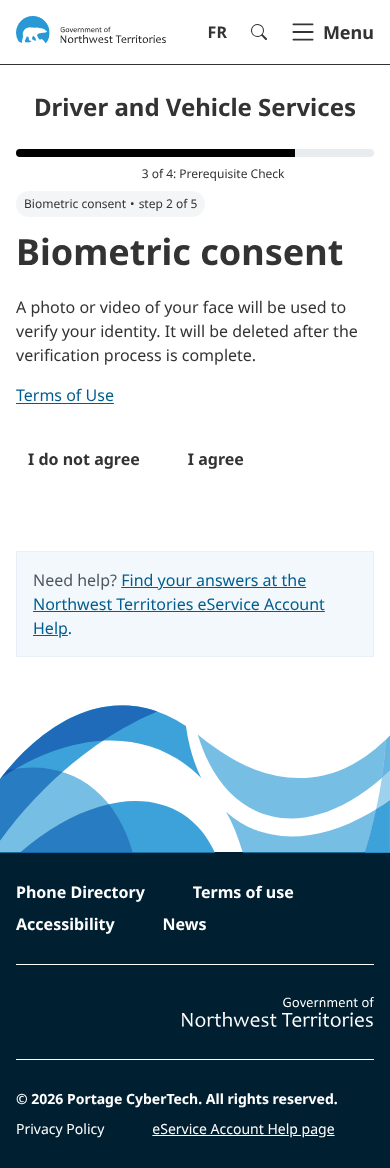 Government of
Northwest Territories
FR
Menu
Driver and Vehicle Services
3 of 4: Prerequisite Check
Biometric consent • step 2 of 5
Biometric consent
A photo or video of your face will be used to
verify your identity. It will be deleted after the
verification process is complete.
Terms of Use
I do not agree
I agree
Need help? Find your answers at the
Northwest Territories eService Account
Help.
Phone Directory
Terms of use
Accessibility
News
Government of
Northwest Territories
© 2026 Portage CyberTech. All rights reserved.
Privacy Policy
eService Account Help page